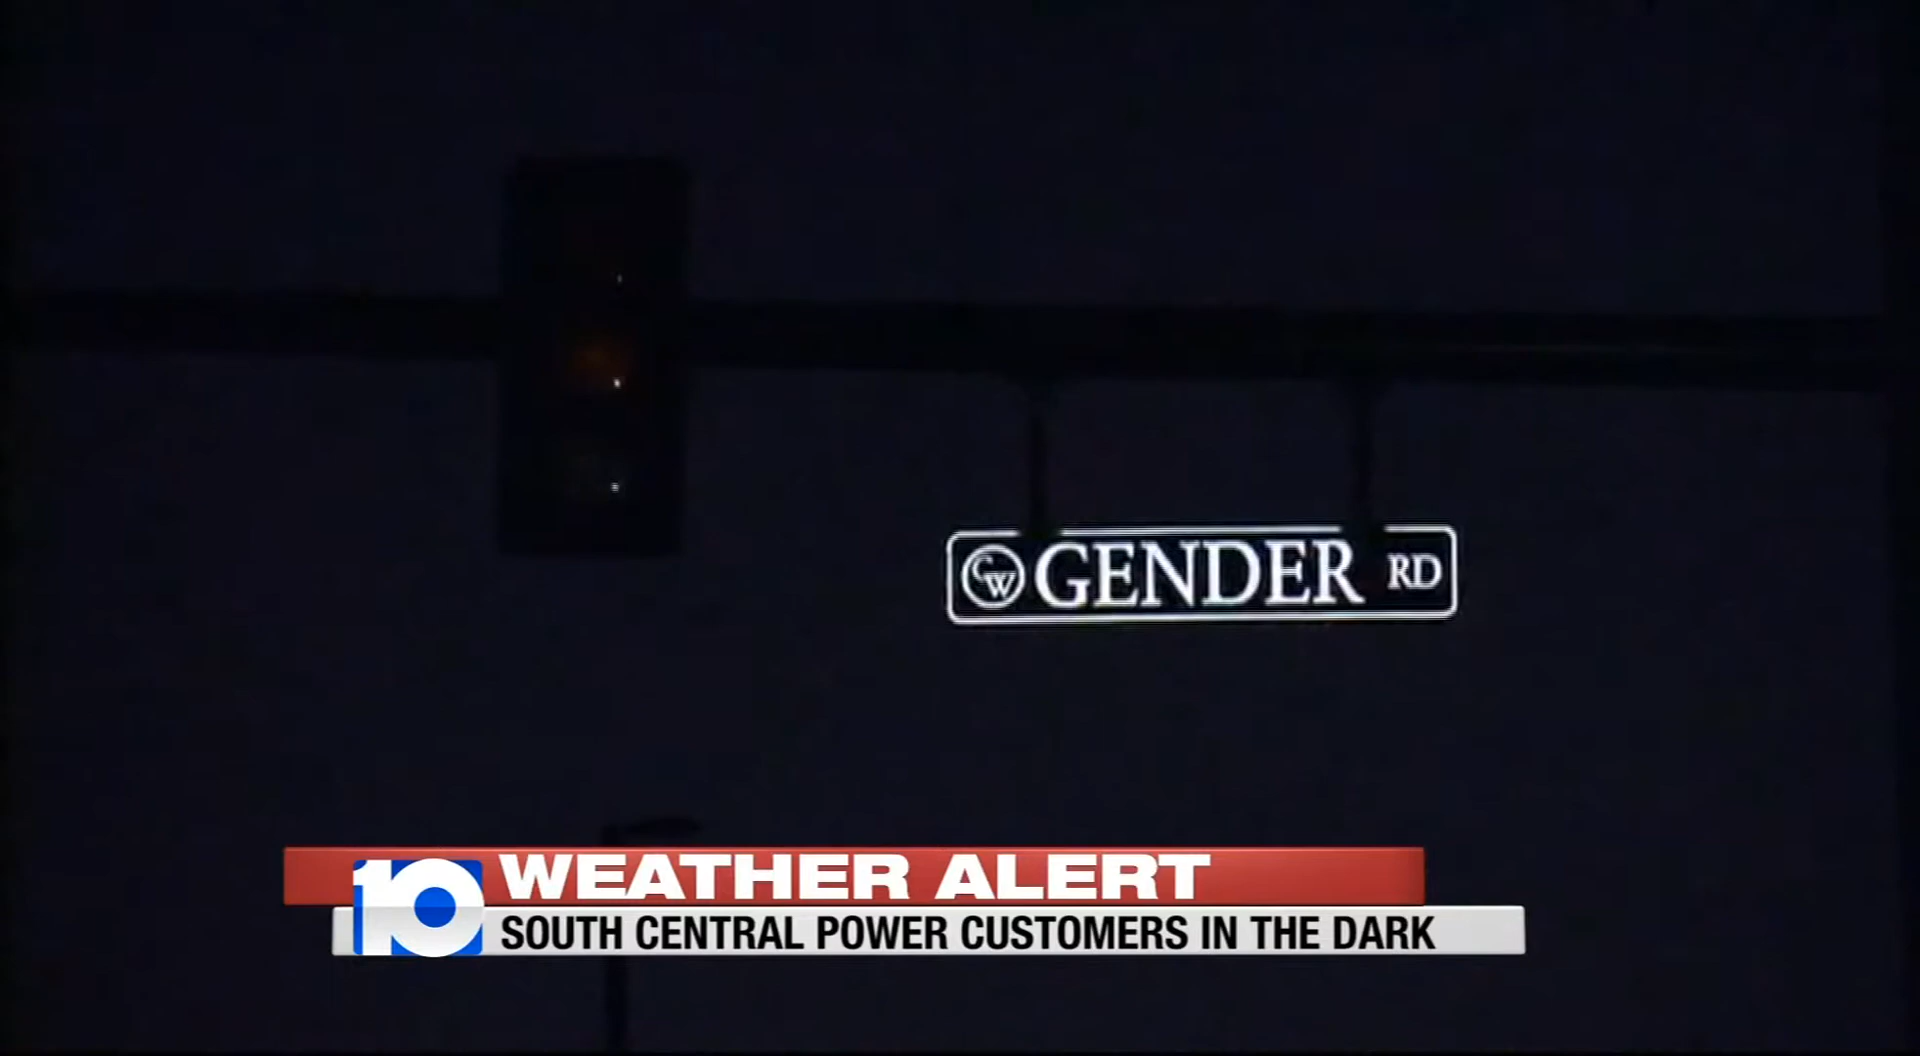 CW GENDER RD
10 WEATHER ALERT
SOUTH CENTRAL POWER CUSTOMERS IN THE DARK